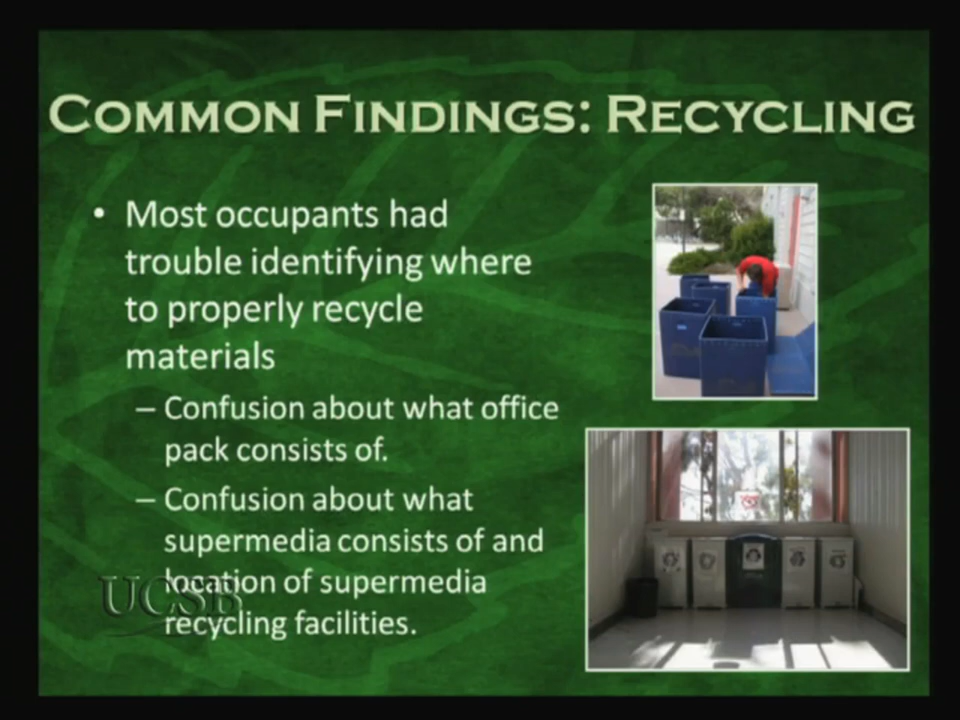 COMMON FINDINGS: RECYCLING
• Most occupants had
trouble identifying where
to properly recycle
materials
– Confusion about what office
pack consists of.
– Confusion about what
supermedia consists of and
location of supermedia
recycling facilities.
UCSB